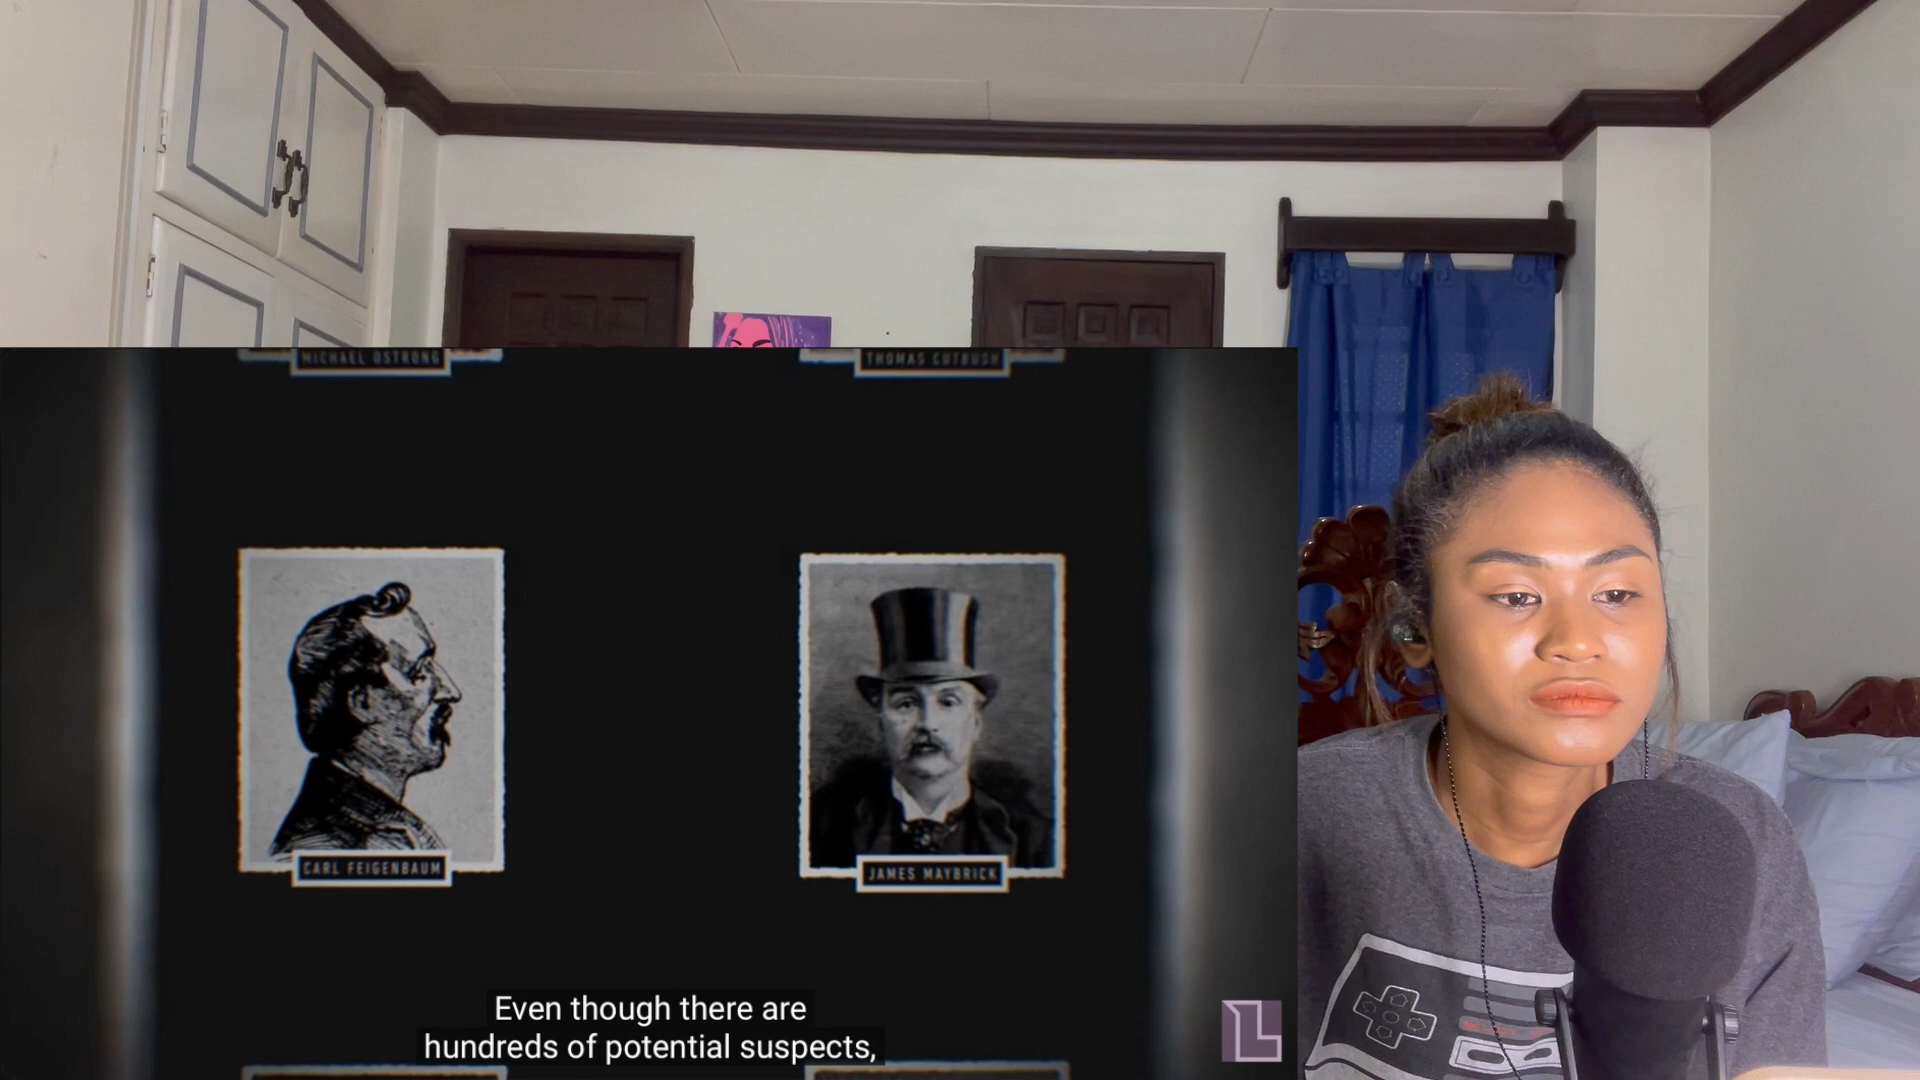 MICHAEL OSTRONG
THOMAS CUTBUSH
CARL FEIGENBAUM
JAMES MAYBRICK
Even though there are
hundreds of potential suspects,